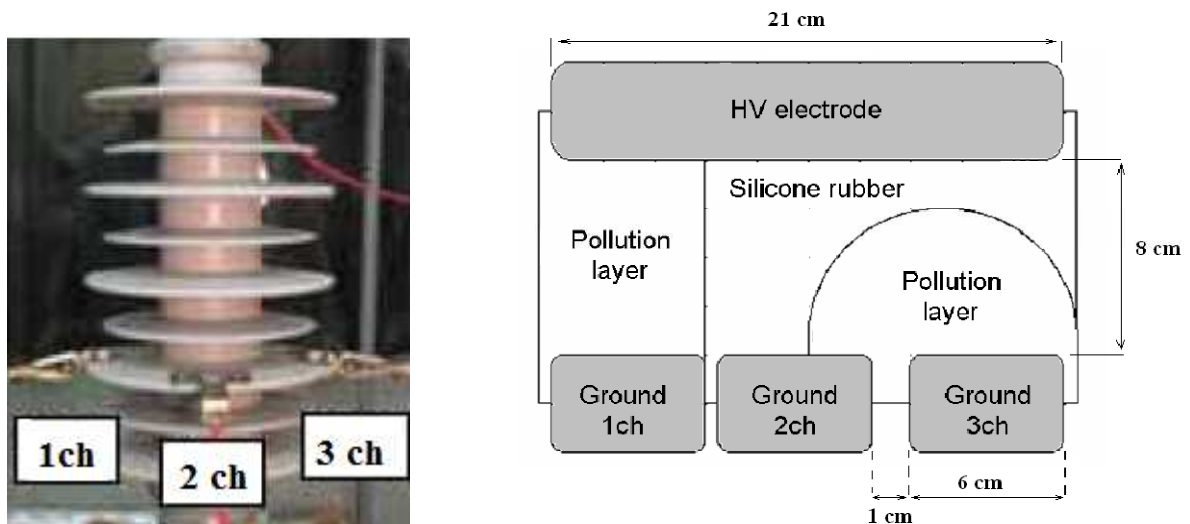 1ch
2 ch
3 ch
21 cm
HV electrode
Silicone rubber
Pollution
layer
8 cm
Pollution
layer
Ground
1ch
Ground
2ch
Ground
3ch
6 cm
1 cm